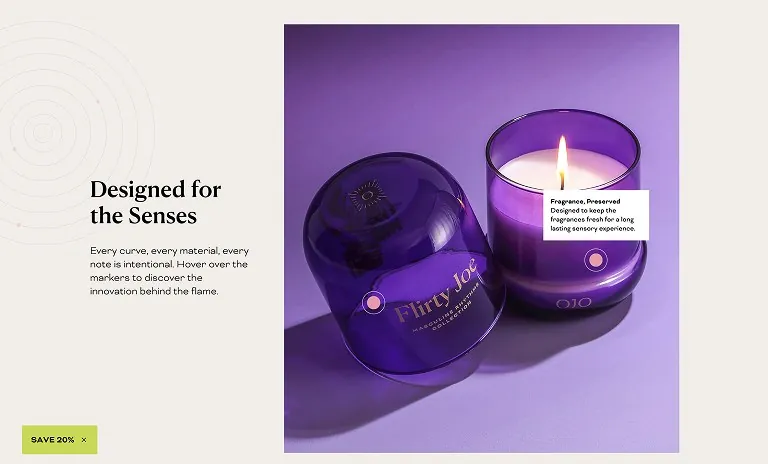 Designed for
the Senses
Every curve, every material, every
note is intentional. Hover over the
markers to discover the
innovation behind the flame.
Fragrance, Preserved
Designed to keep the
fragrances fresh for a long
lasting sensory experience.
Flirty Joe
MASCULINE RHYTHMS
COLLECTION
OJO
SAVE 20% ×